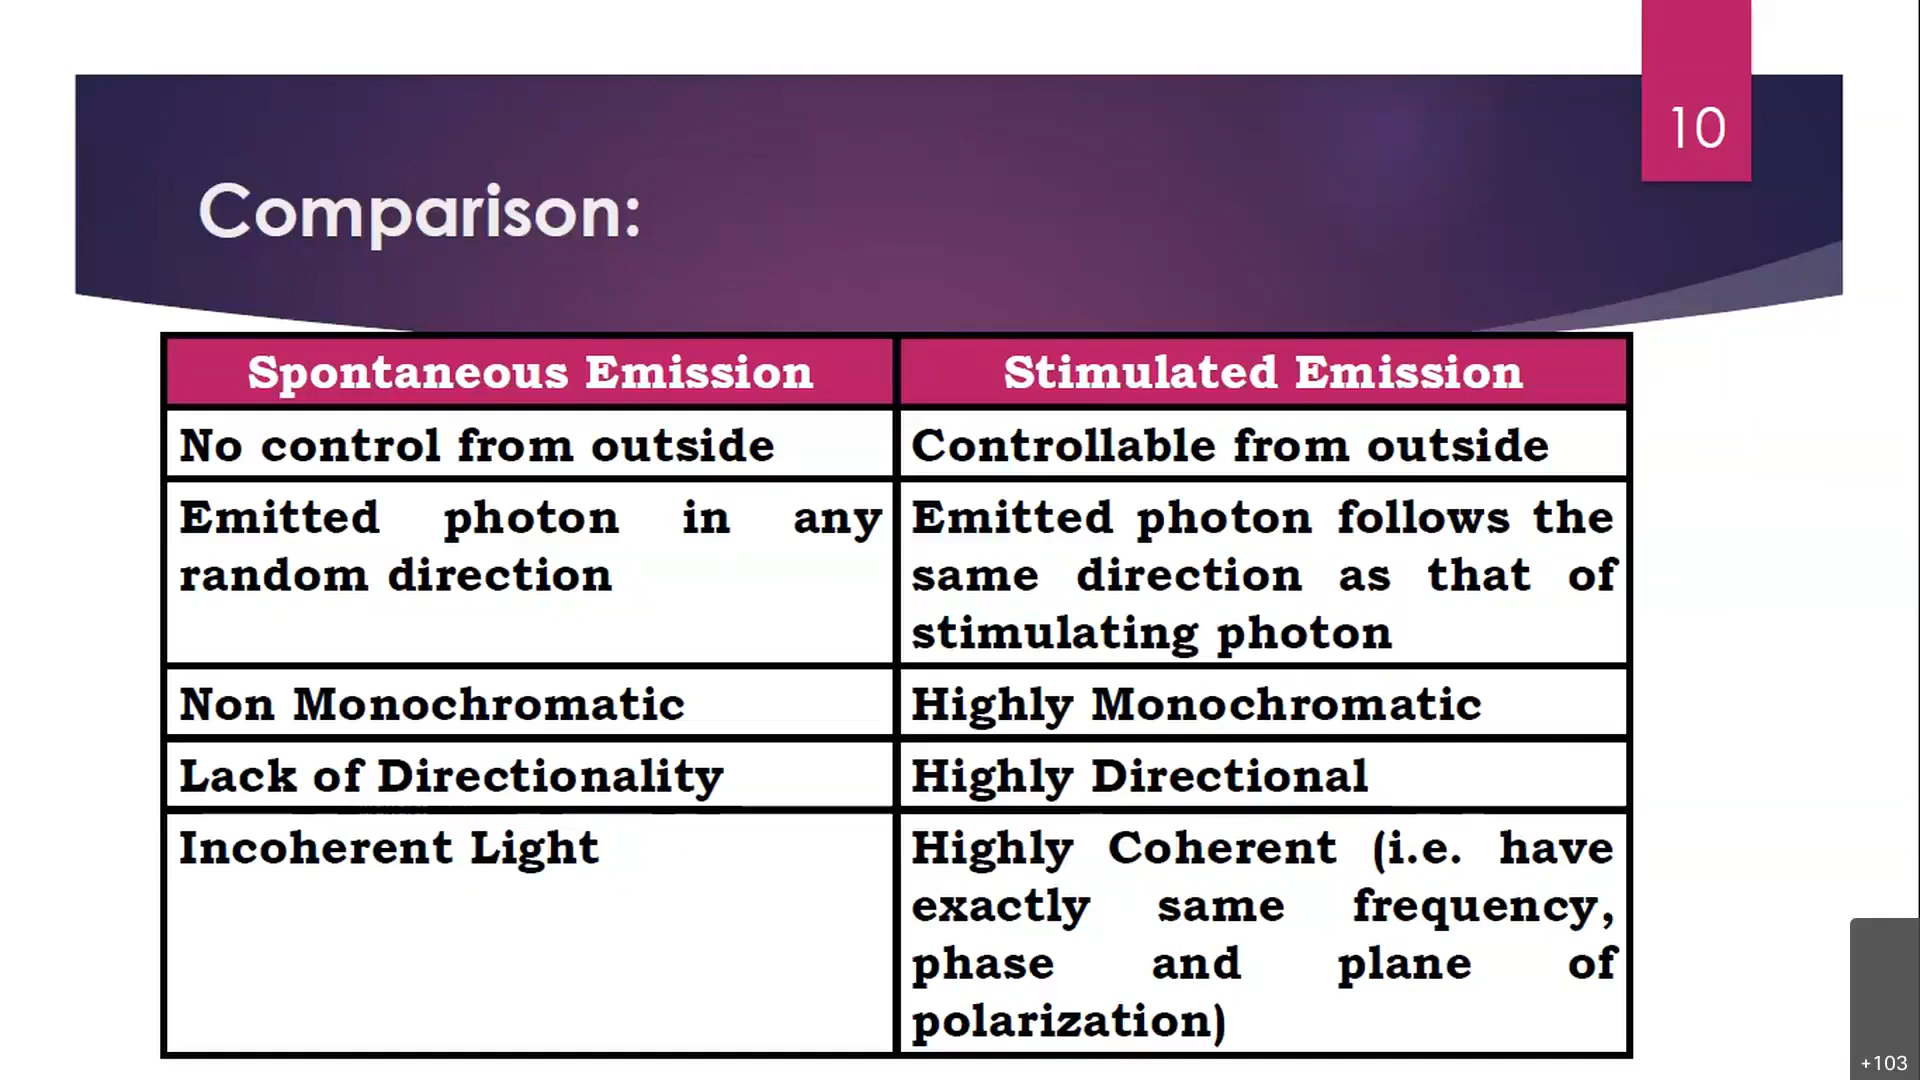 10
Comparison:
Spontaneous Emission
Stimulated Emission
No control from outside
Controllable from outside
Emitted photon in any
random direction
Emitted photon follows the
same direction as that of
stimulating photon
Non Monochromatic
Highly Monochromatic
Lack of Directionality
Highly Directional
Incoherent Light
Highly Coherent (i.e. have
exactly same frequency,
phase and plane of
polarization)
+103